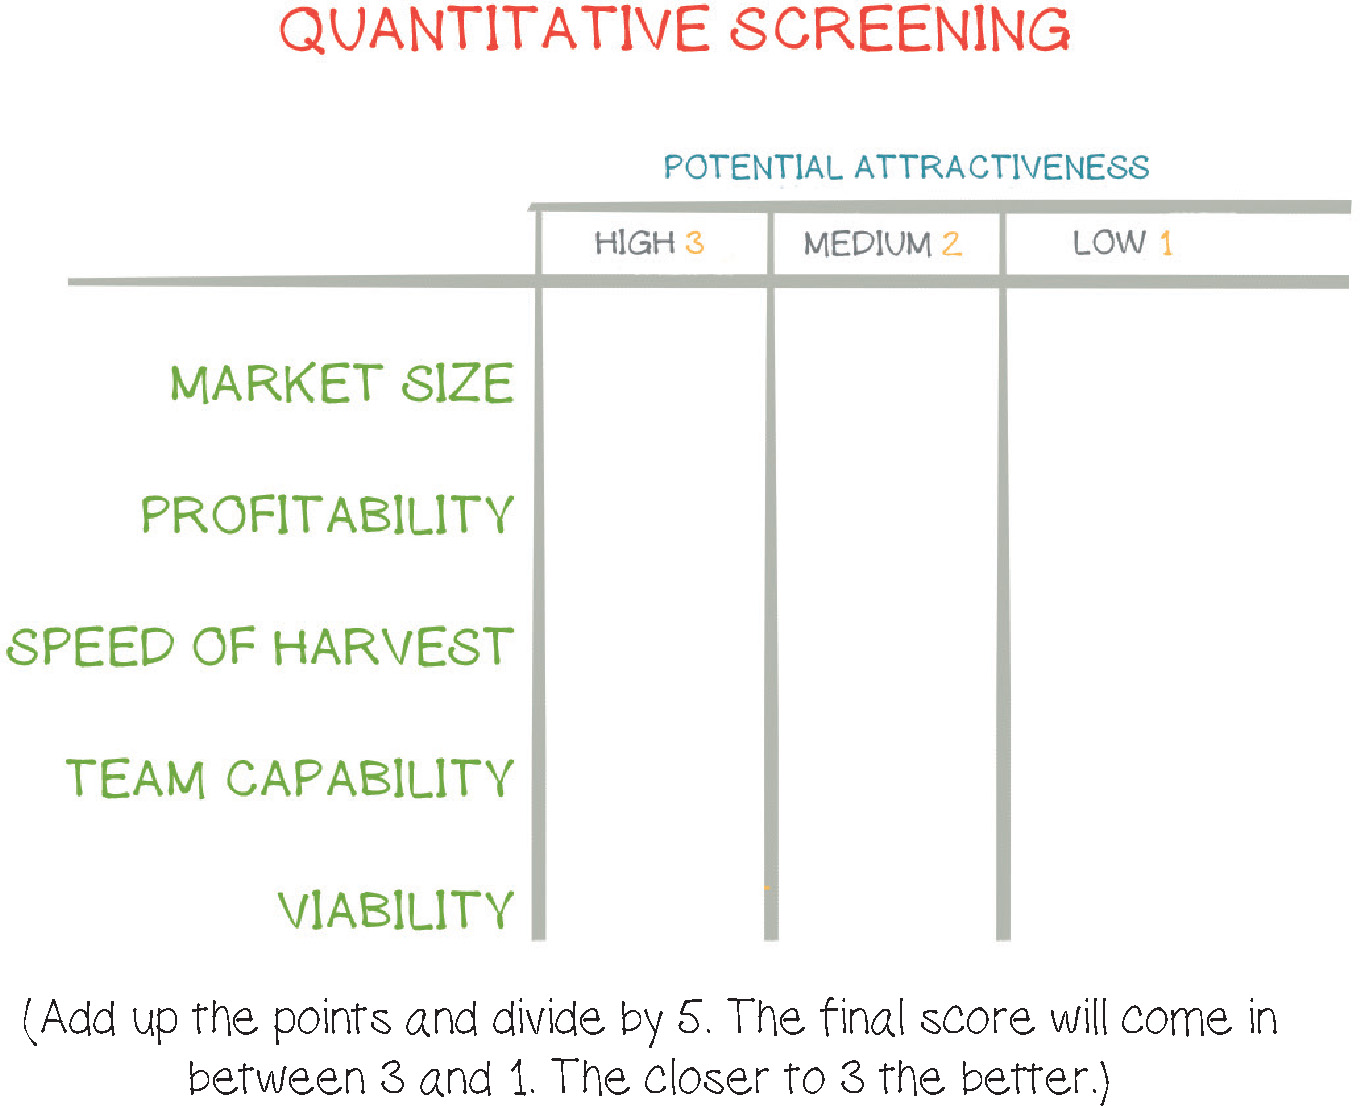 QUANTITATIVE SCREENING
POTENTIAL ATTRACTIVENESS
HIGH 3 MEDIUM 2 LOW 1
MARKET SIZE
PROFITABILITY
SPEED OF HARVEST
TEAM CAPABILITY
VIABILITY
(Add up the points and divide by 5. The final score will come in
between 3 and 1. The closer to 3 the better.)